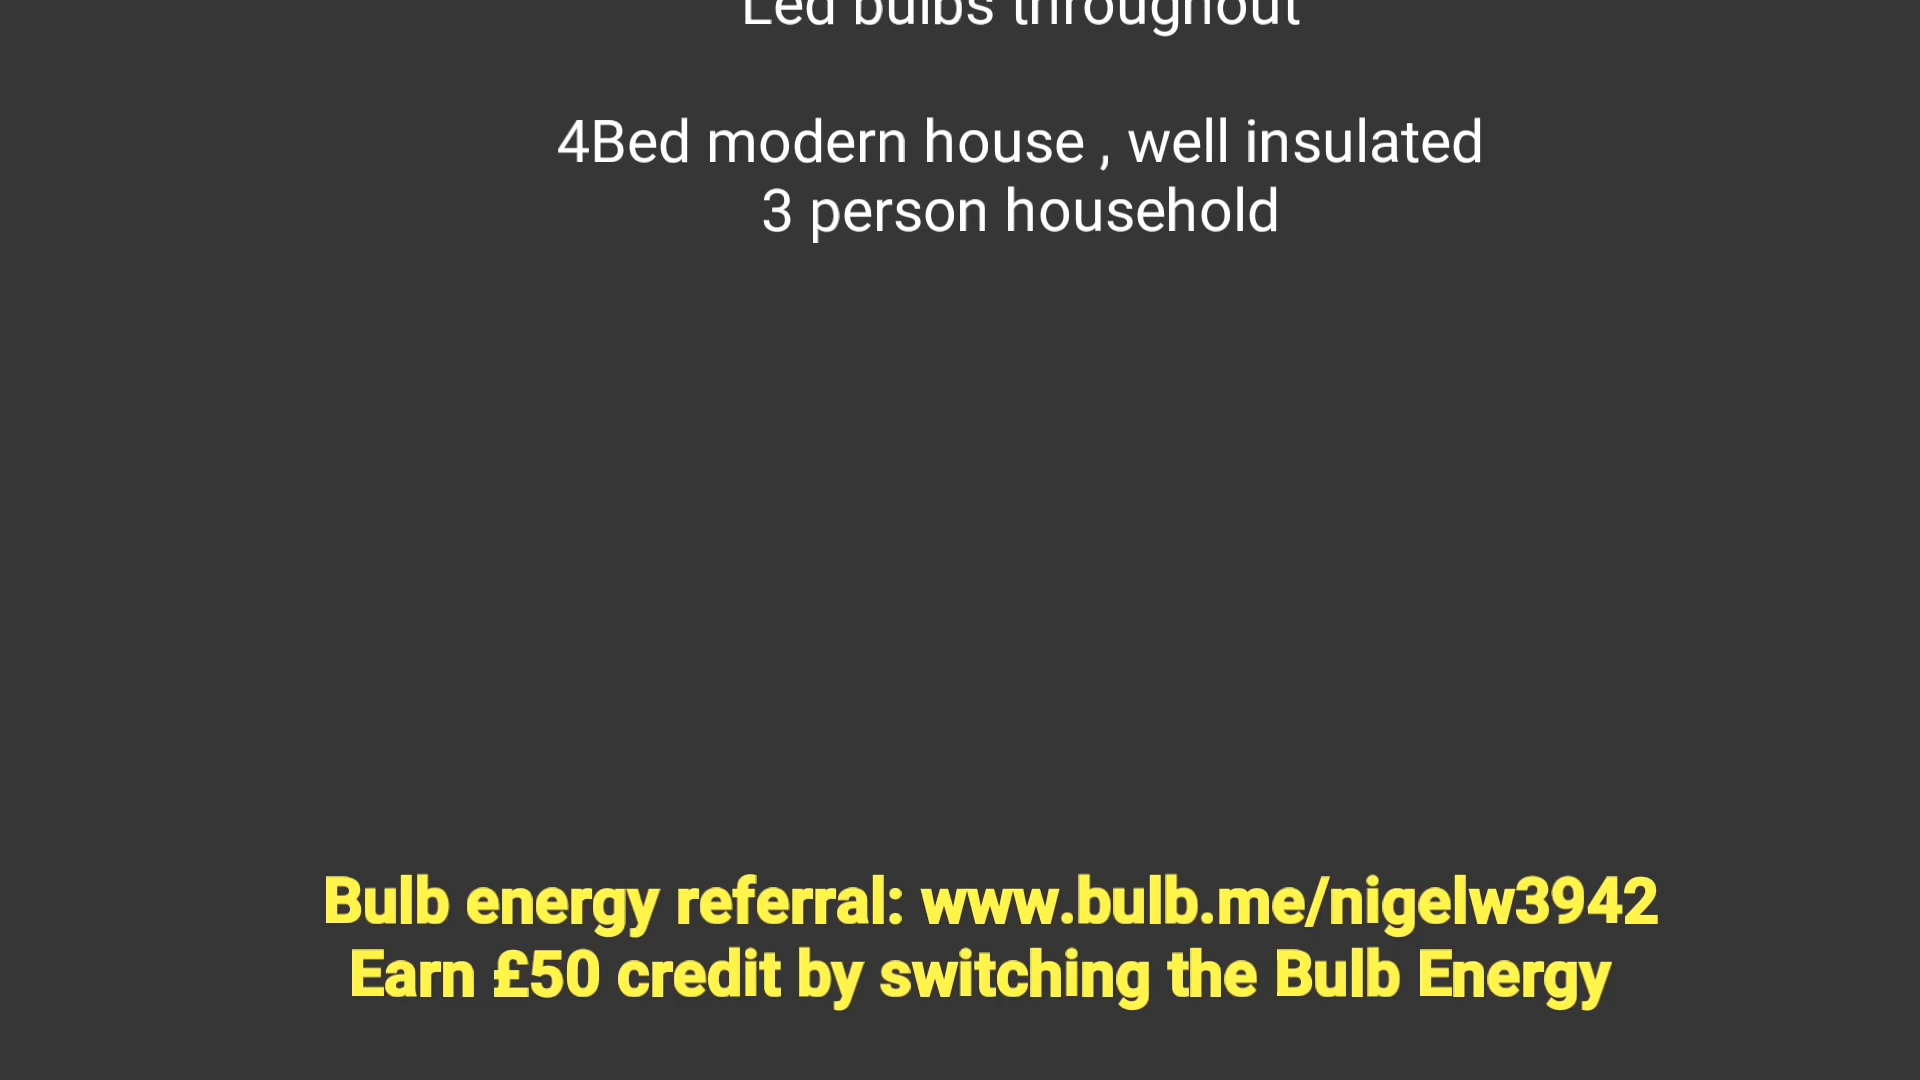 Led bulbs throughout
4Bed modern house , well insulated
3 person household
Bulb energy referral: www.bulb.me/nigelw3942
Earn £50 credit by switching the Bulb Energy